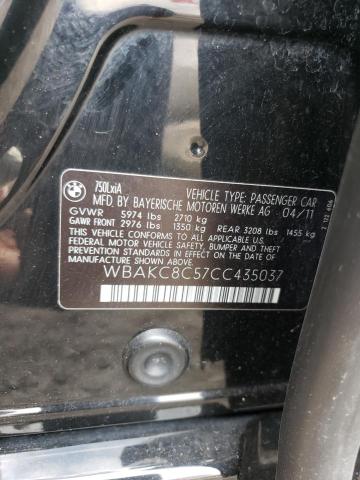 BMW
750LxiA
VEHICLE TYPE: PASSENGER CAR
MFD. BY BAYERISCHE MOTOREN WERKE AG 04/11
GVWR 5974 lbs 2710 kg
GAWR FRONT 2976 lbs 1350 kg REAR 3208 lbs 1455 kg
THIS VEHICLE CONFORMS TO ALL APPLICABLE U.S. FEDERAL
MOTOR VEHICLE SAFETY, BUMPER AND THEFT
PREVENTION STANDARDS IN EFFECT ON THE DATE OF
MANUFACTURE SHOWN ABOVE.
WBAKC8C57CC435037